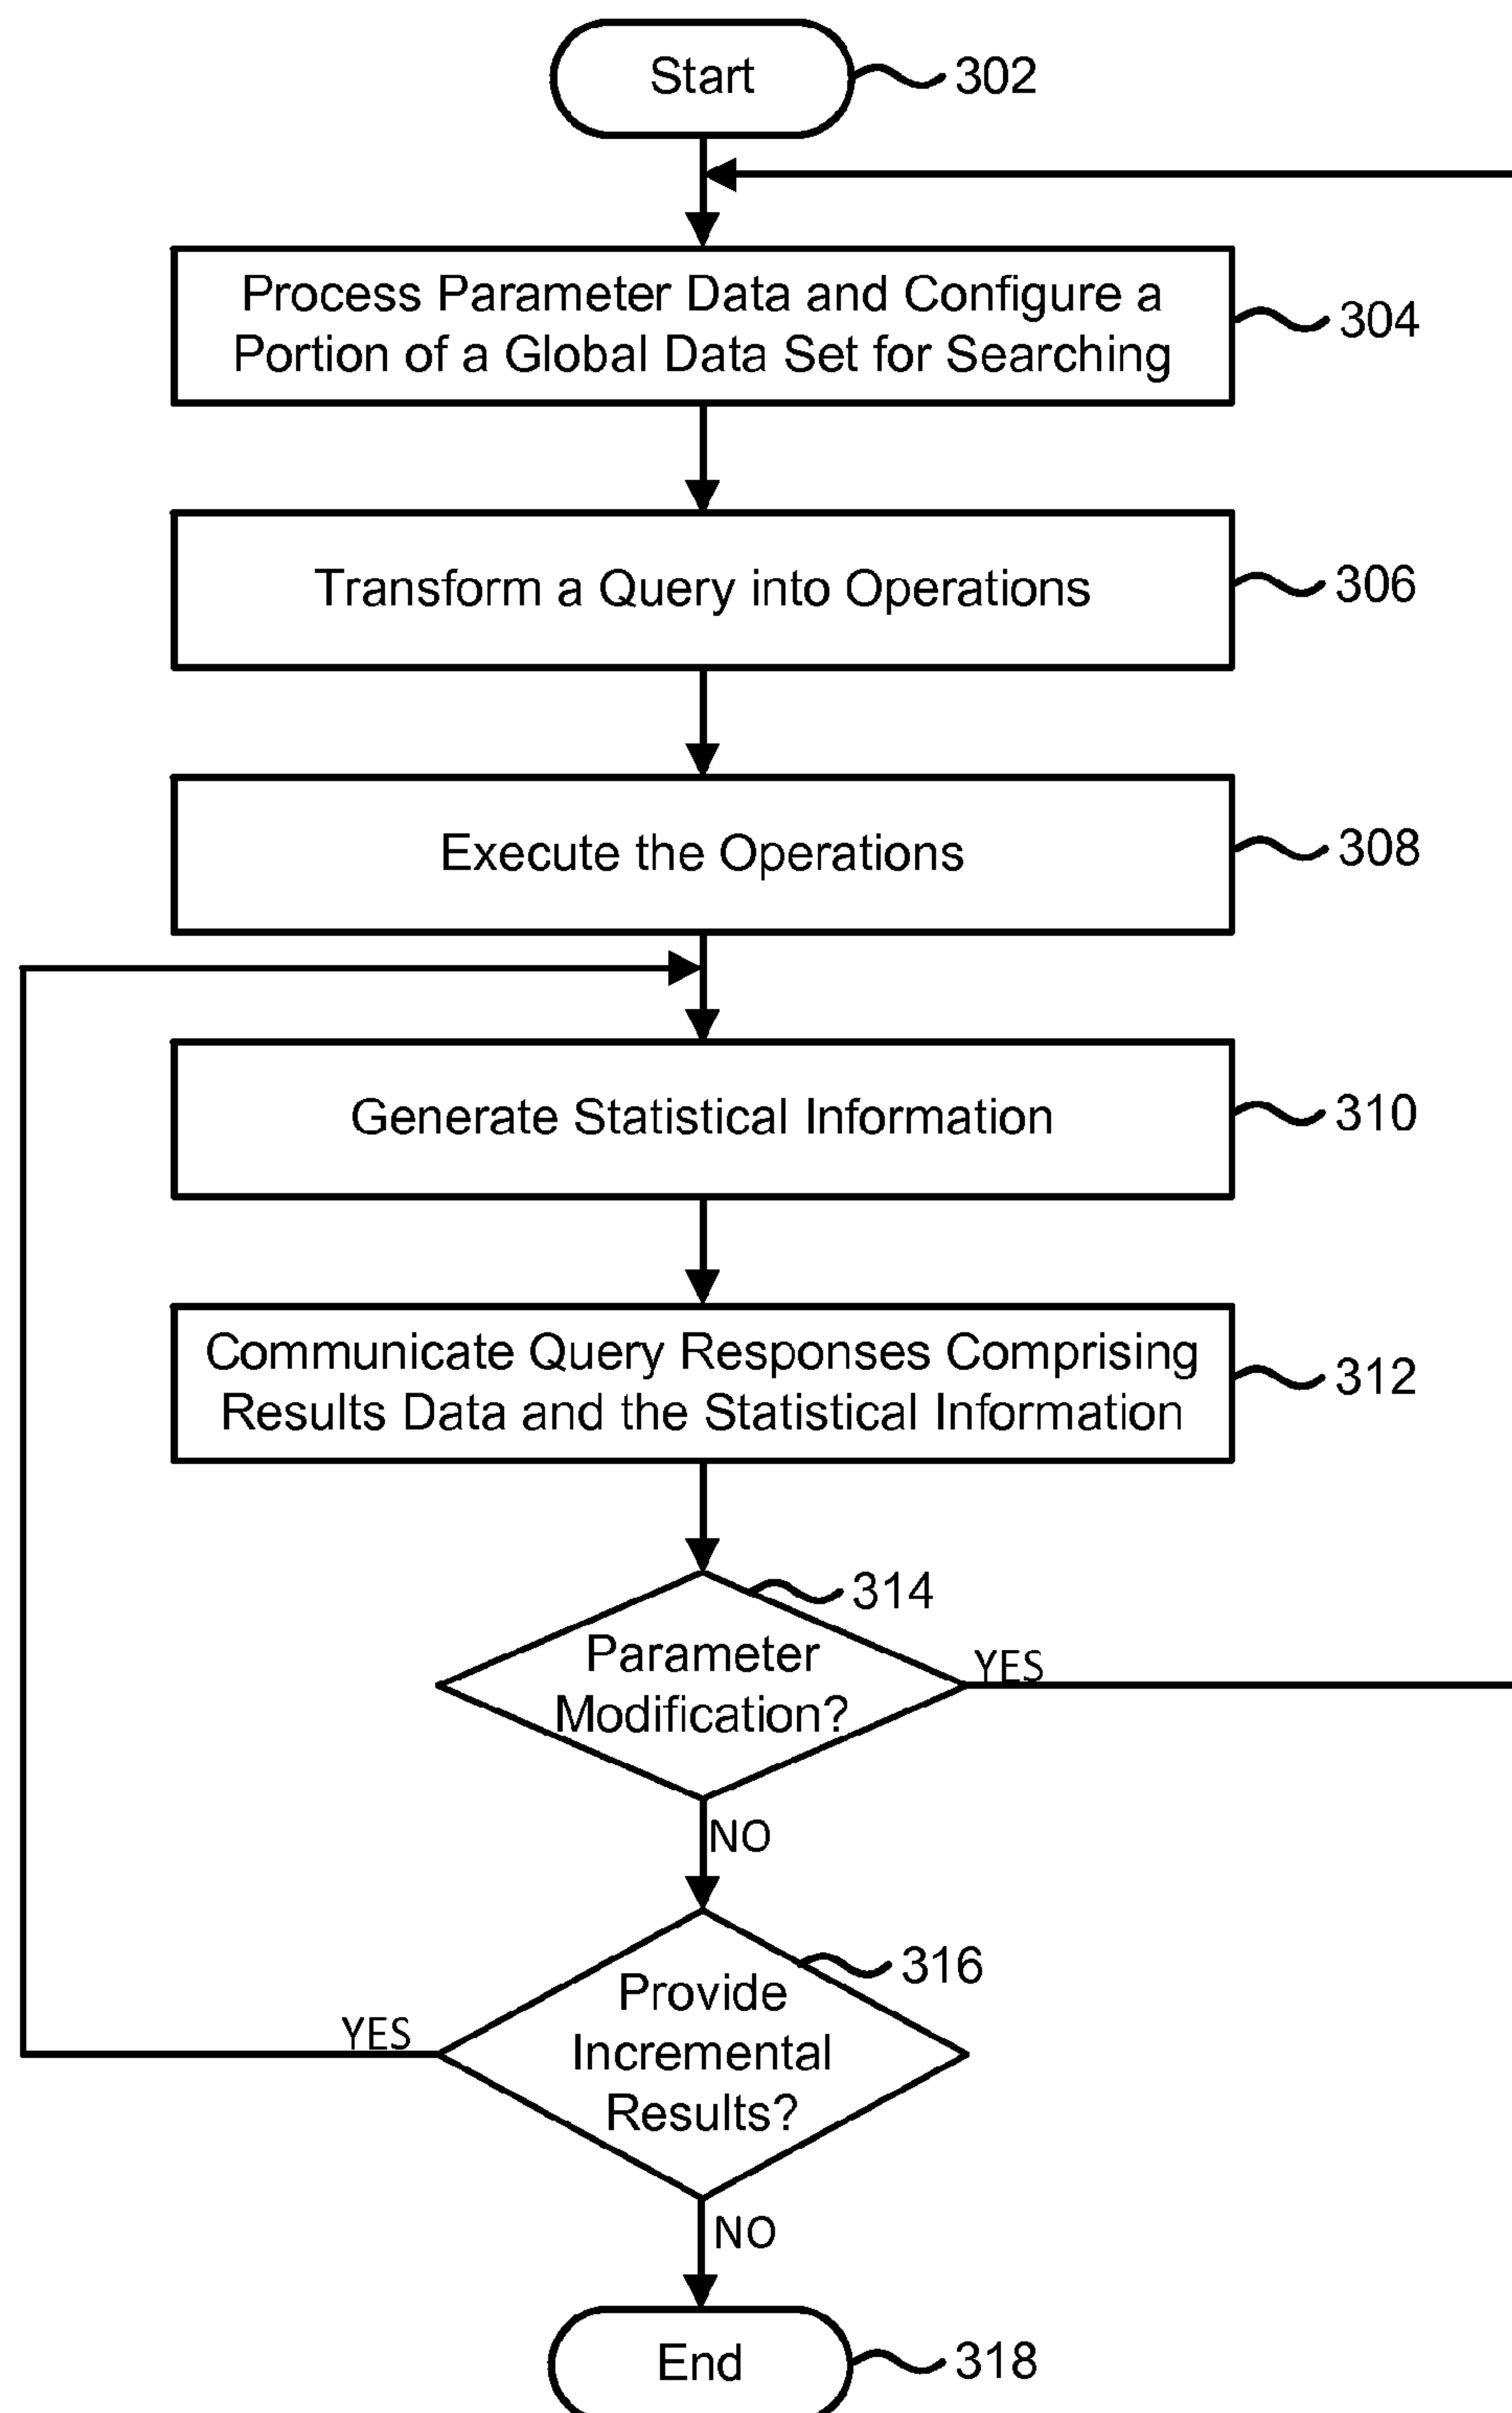 Start
302
Process Parameter Data and Configure a
Portion of a Global Data Set for Searching
304
Transform a Query into Operations
306
Execute the Operations
308
Generate Statistical Information
310
Communicate Query Responses Comprising
Results Data and the Statistical Information
312
314
Parameter
Modification?
YES
NO
316
Provide
Incremental
Results?
YES
NO
End
318